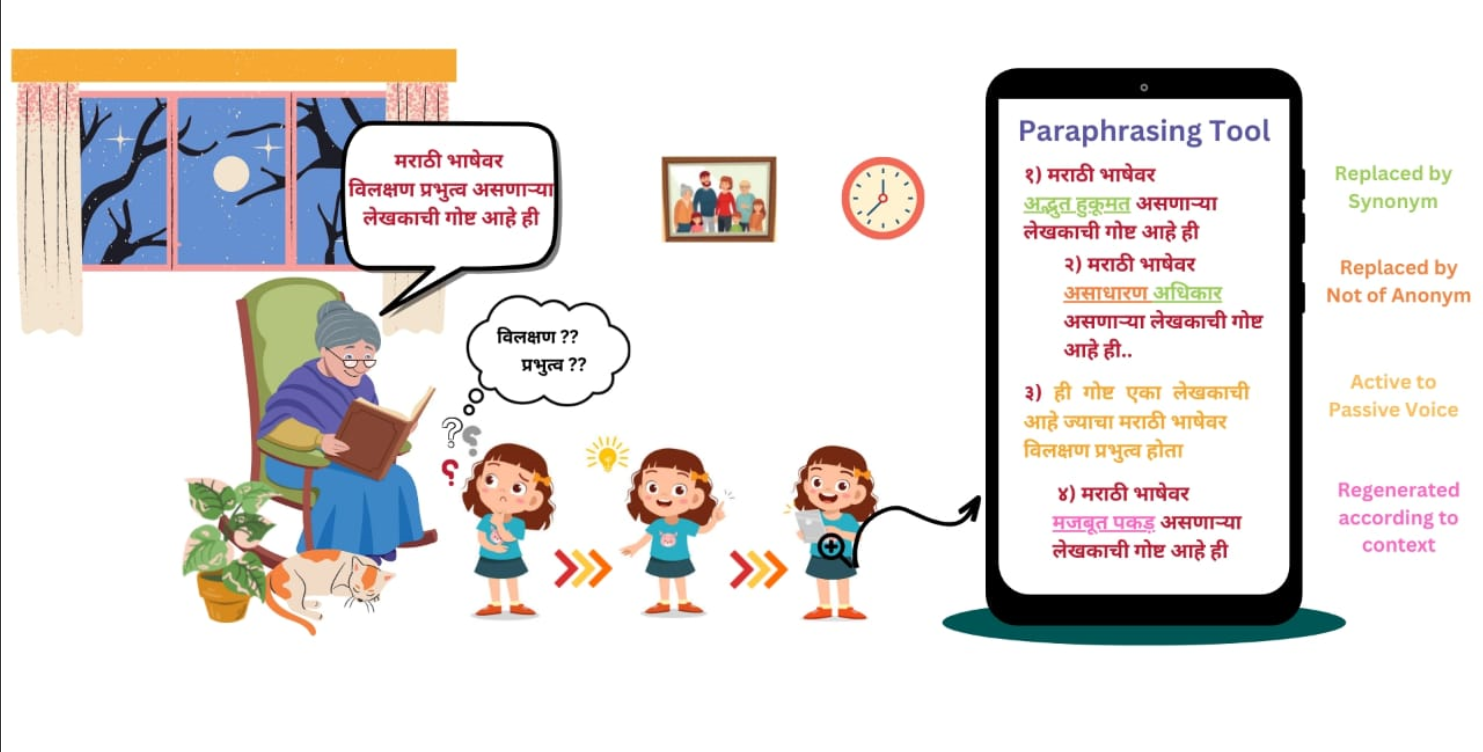 मराठी भाषेवर
विलक्षण प्रभुत्व असणाऱ्या
लेखकाची गोष्ट आहे ही
विलक्षण ??
प्रभुत्व ??
Paraphrasing Tool
१) मराठी भाषेवर
अद्भुत हुकूमत असणाऱ्या
लेखकाची गोष्ट आहे ही
२) मराठी भाषेवर
असाधारण अधिकार
असणाऱ्या लेखकाची गोष्ट
आहे ही..
३) ही गोष्ट एका लेखकाची
आहे ज्याचा मराठी भाषेवर
विलक्षण प्रभुत्व होता
४) मराठी भाषेवर
मजबूत पकड़ असणाऱ्या
लेखकाची गोष्ट आहे ही
Replaced by
Synonym
Replaced by
Not of Anonym
Active to
Passive Voice
Regenerated
according to
context